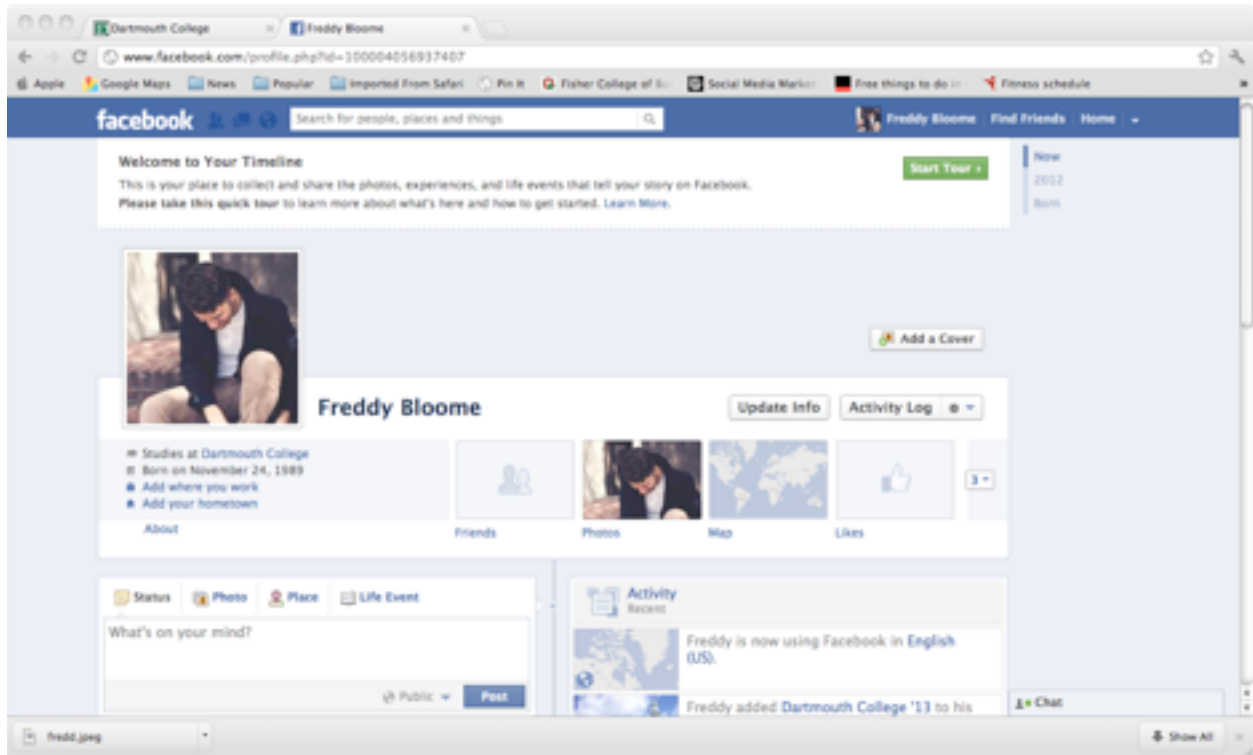 Dartmouth College
Freddy Bloome
www.facebook.com/profile.php?id=100004056937407
Apple Google Maps News Popular Imported From Safari Pin It Fisher College of Social Media Market Free things to do in Fitness schedule
facebook Search for people, places and things Freddy Bloome Find Friends Home
Welcome to Your Timeline
Start Tour
This is your place to collect and share the photos, experiences, and life events that tell your story on Facebook.
Please take this quick tour to learn more about what's here and how to get started. Learn More.
Now
2012
Born
Add a Cover
Freddy Bloome
Update Info
Activity Log
Studies at Dartmouth College
Born on November 24, 1989
Add where you work
Add your hometown
About
3
Friends Photos Map Likes
Status Photo Place Life Event
What's on your mind?
Public Post
Activity
Recent
Freddy is now using Facebook in English
(US).
Freddy added Dartmouth College '13 to his
Chat
fredd.jpeg
Show All